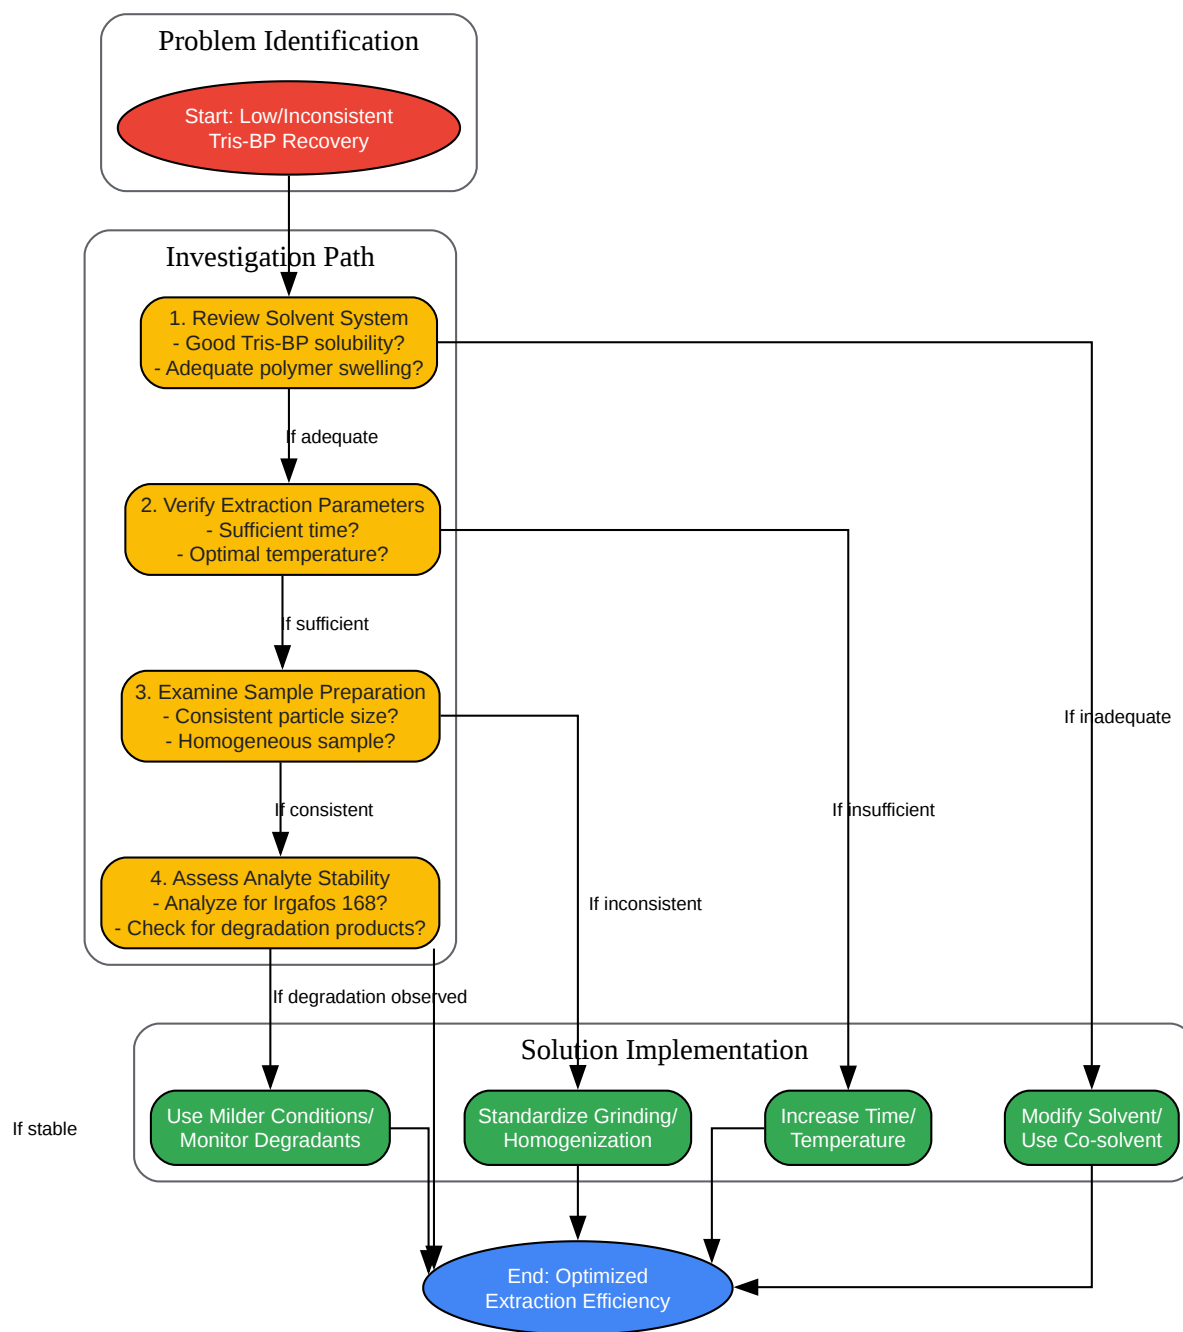 Problem Identification
Start: Low/Inconsistent
Tris-BP Recovery
Investigation Path
1. Review Solvent System
- Good Tris-BP solubility?
- Adequate polymer swelling?
If adequate
2. Verify Extraction Parameters
- Sufficient time?
- Optimal temperature?
If sufficient
3. Examine Sample Preparation
- Consistent particle size?
- Homogeneous sample?
If inadequate
If consistent
If insufficient
4. Assess Analyte Stability
- Analyze for Irgafos 168?
- Check for degradation products?
If inconsistent
If degradation observed
Solution Implementation
Use Milder Conditions/
Monitor Degradants
Standardize Grinding/
Homogenization
Increase Time/
Temperature
Modify Solvent/
Use Co-solvent
If stable
End: Optimized
Extraction Efficiency